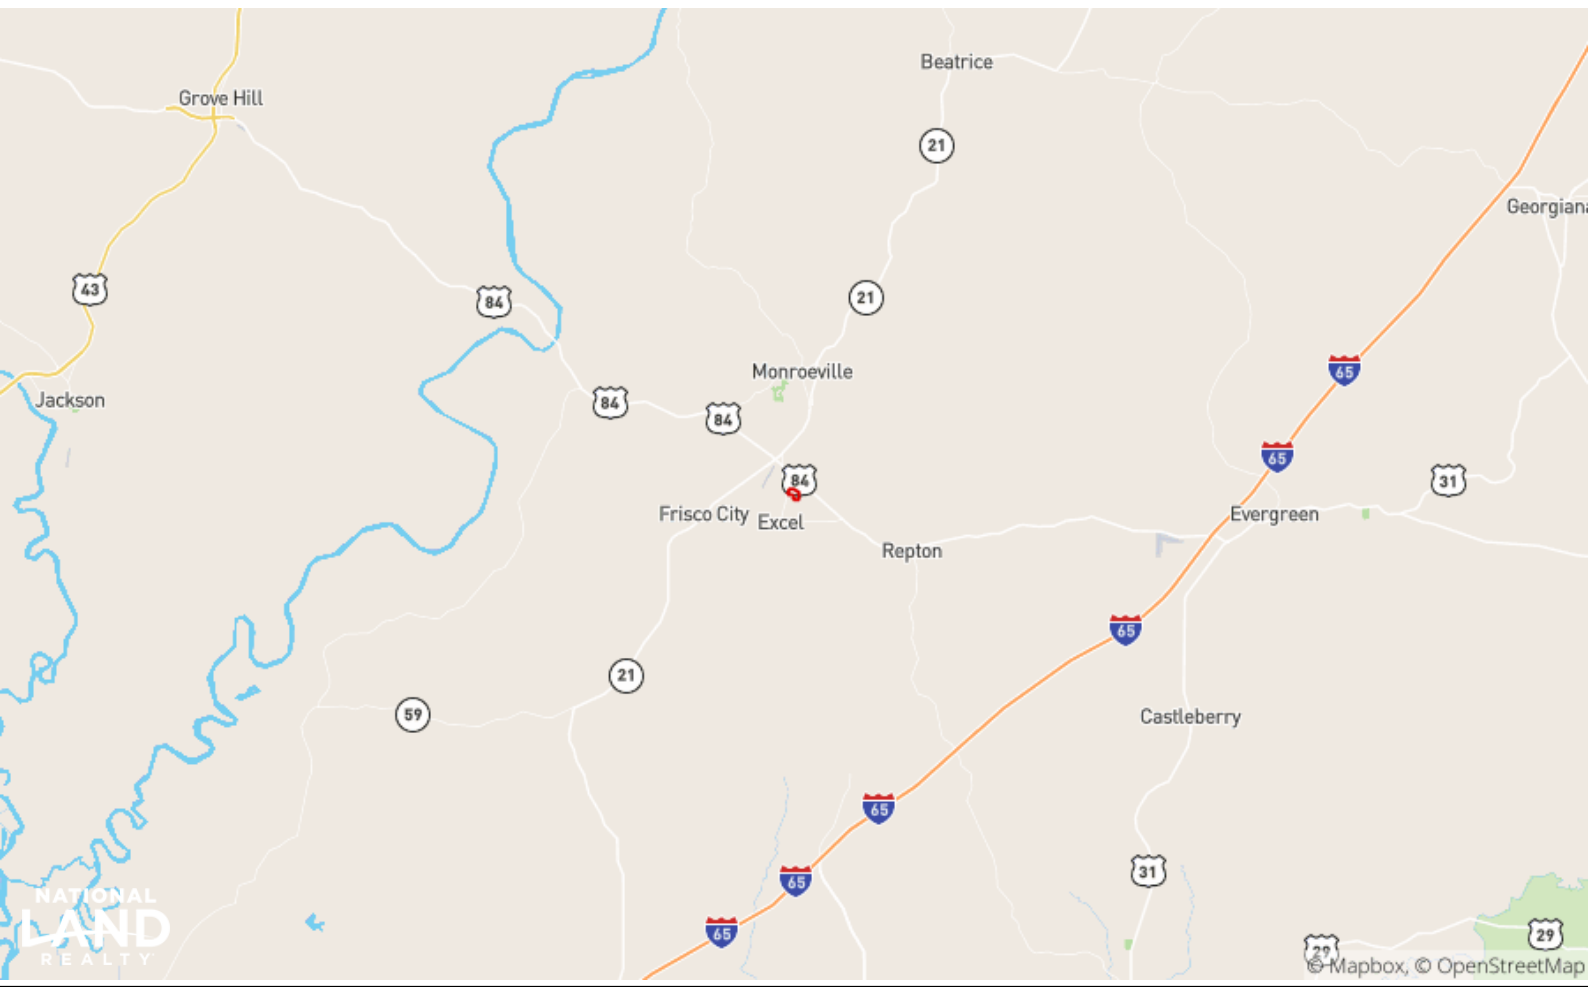 Beatrice
Grove Hill
21
Georgiana
43
84
21
Monroeville
65
Jackson
84
84
65
84
31
Frisco City
Excel
Evergreen
Repton
65
21
59
Castleberry
65
31
65
NATIONAL
LAND
REALTY
65
29
29
© Mapbox, © OpenStreetMap